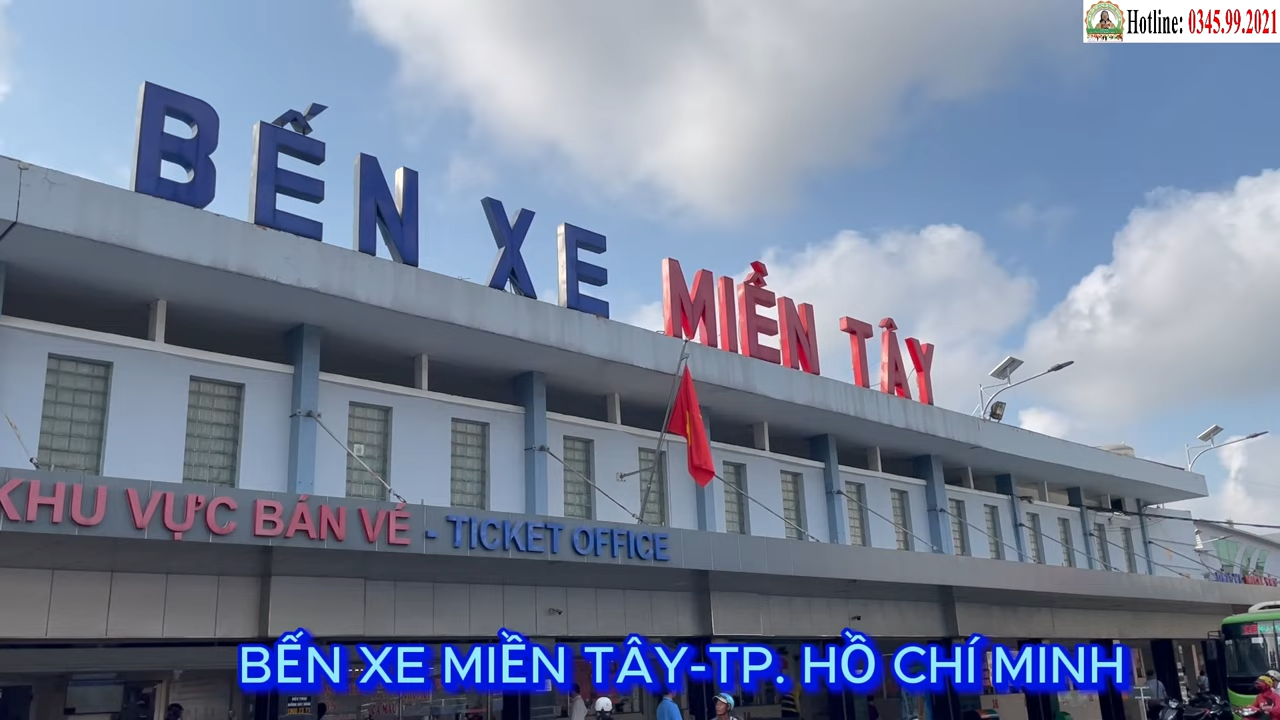 Hotline: 0345.99.2021
BẾN XE MIỀN TÂY
KHU VỰC BÁN VÉ - TICKET OFFICE
BẾN XE MIỀN TÂY-TP. HỒ CHÍ MINH